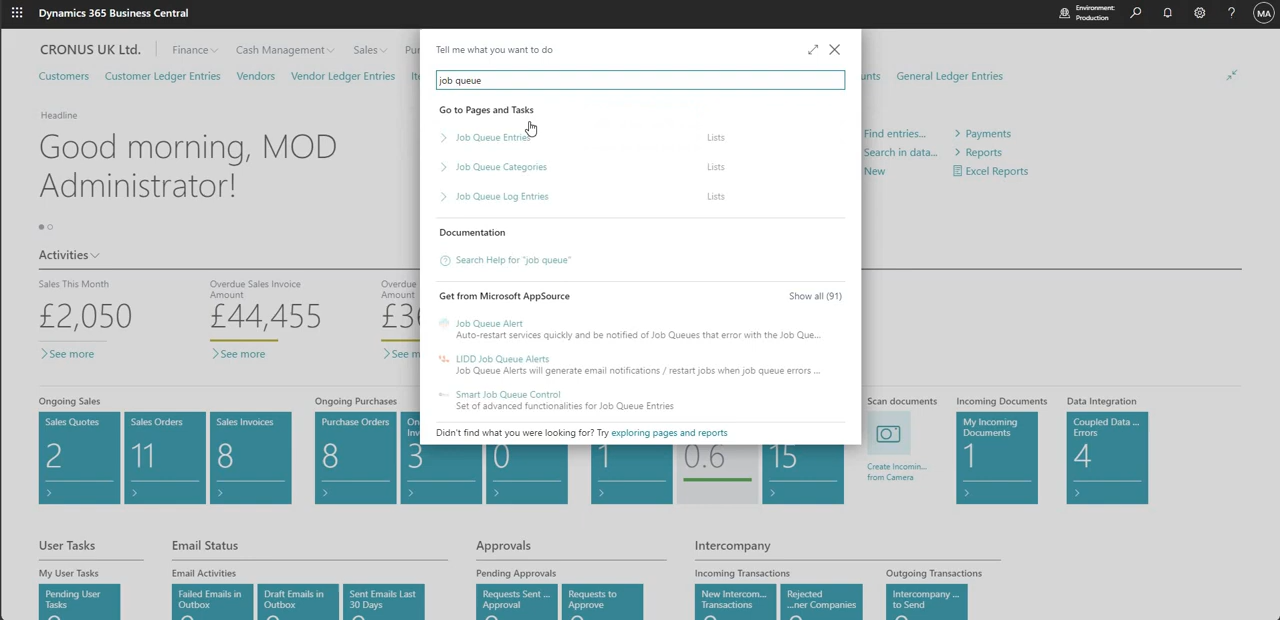 Dynamics 365 Business Central
Environment:
Production
MA
CRONUS UK Ltd.
Finance
Cash Management
Sales
Customers
Customer Ledger Entries
Vendors
Vendor Ledger Entries
General Ledger Entries
Tell me what you want to do
job queue
Go to Pages and Tasks
Job Queue Entries
Lists
Job Queue Categories
Lists
Job Queue Log Entries
Lists
Documentation
Search Help for "job queue"
Get from Microsoft AppSource
Show all (91)
Job Queue Alert
Auto-restart services quickly and be notified of Job Queues that error with the Job Que...
LIDD Job Queue Alerts
Job Queue Alerts will generate email notifications / restart jobs when job queue errors ...
Smart Job Queue Control
Set of advanced functionalities for Job Queue Entries
Didn't find what you were looking for? Try exploring pages and reports
Headline
Good morning, MOD
Administrator!
Find entries...
Search in data...
New
Payments
Reports
Excel Reports
Activities
Sales This Month
£2,050
See more
Overdue Sales Invoice
Amount
£44,455
See more
Overdue
Amount
Ongoing Sales
Sales Quotes
2
Sales Orders
11
Sales Invoices
8
Ongoing Purchases
Purchase Orders
8
3
0
1
0.6
15
Scan documents
Create Incomin...
from Camera
Incoming Documents
My Incoming
Documents
1
Data Integration
Coupled Data ...
Errors
4
User Tasks
My User Tasks
Pending User
Tasks
Email Status
Email Activities
Failed Emails in
Outbox
Draft Emails in
Outbox
Sent Emails Last
30 Days
Approvals
Pending Approvals
Requests Sent ...
Approval
Requests to
Approve
Intercompany
Incoming Transactions
New Intercom...
Transactions
Rejected
...ner Companies
Outgoing Transactions
Intercompany ...
to Send